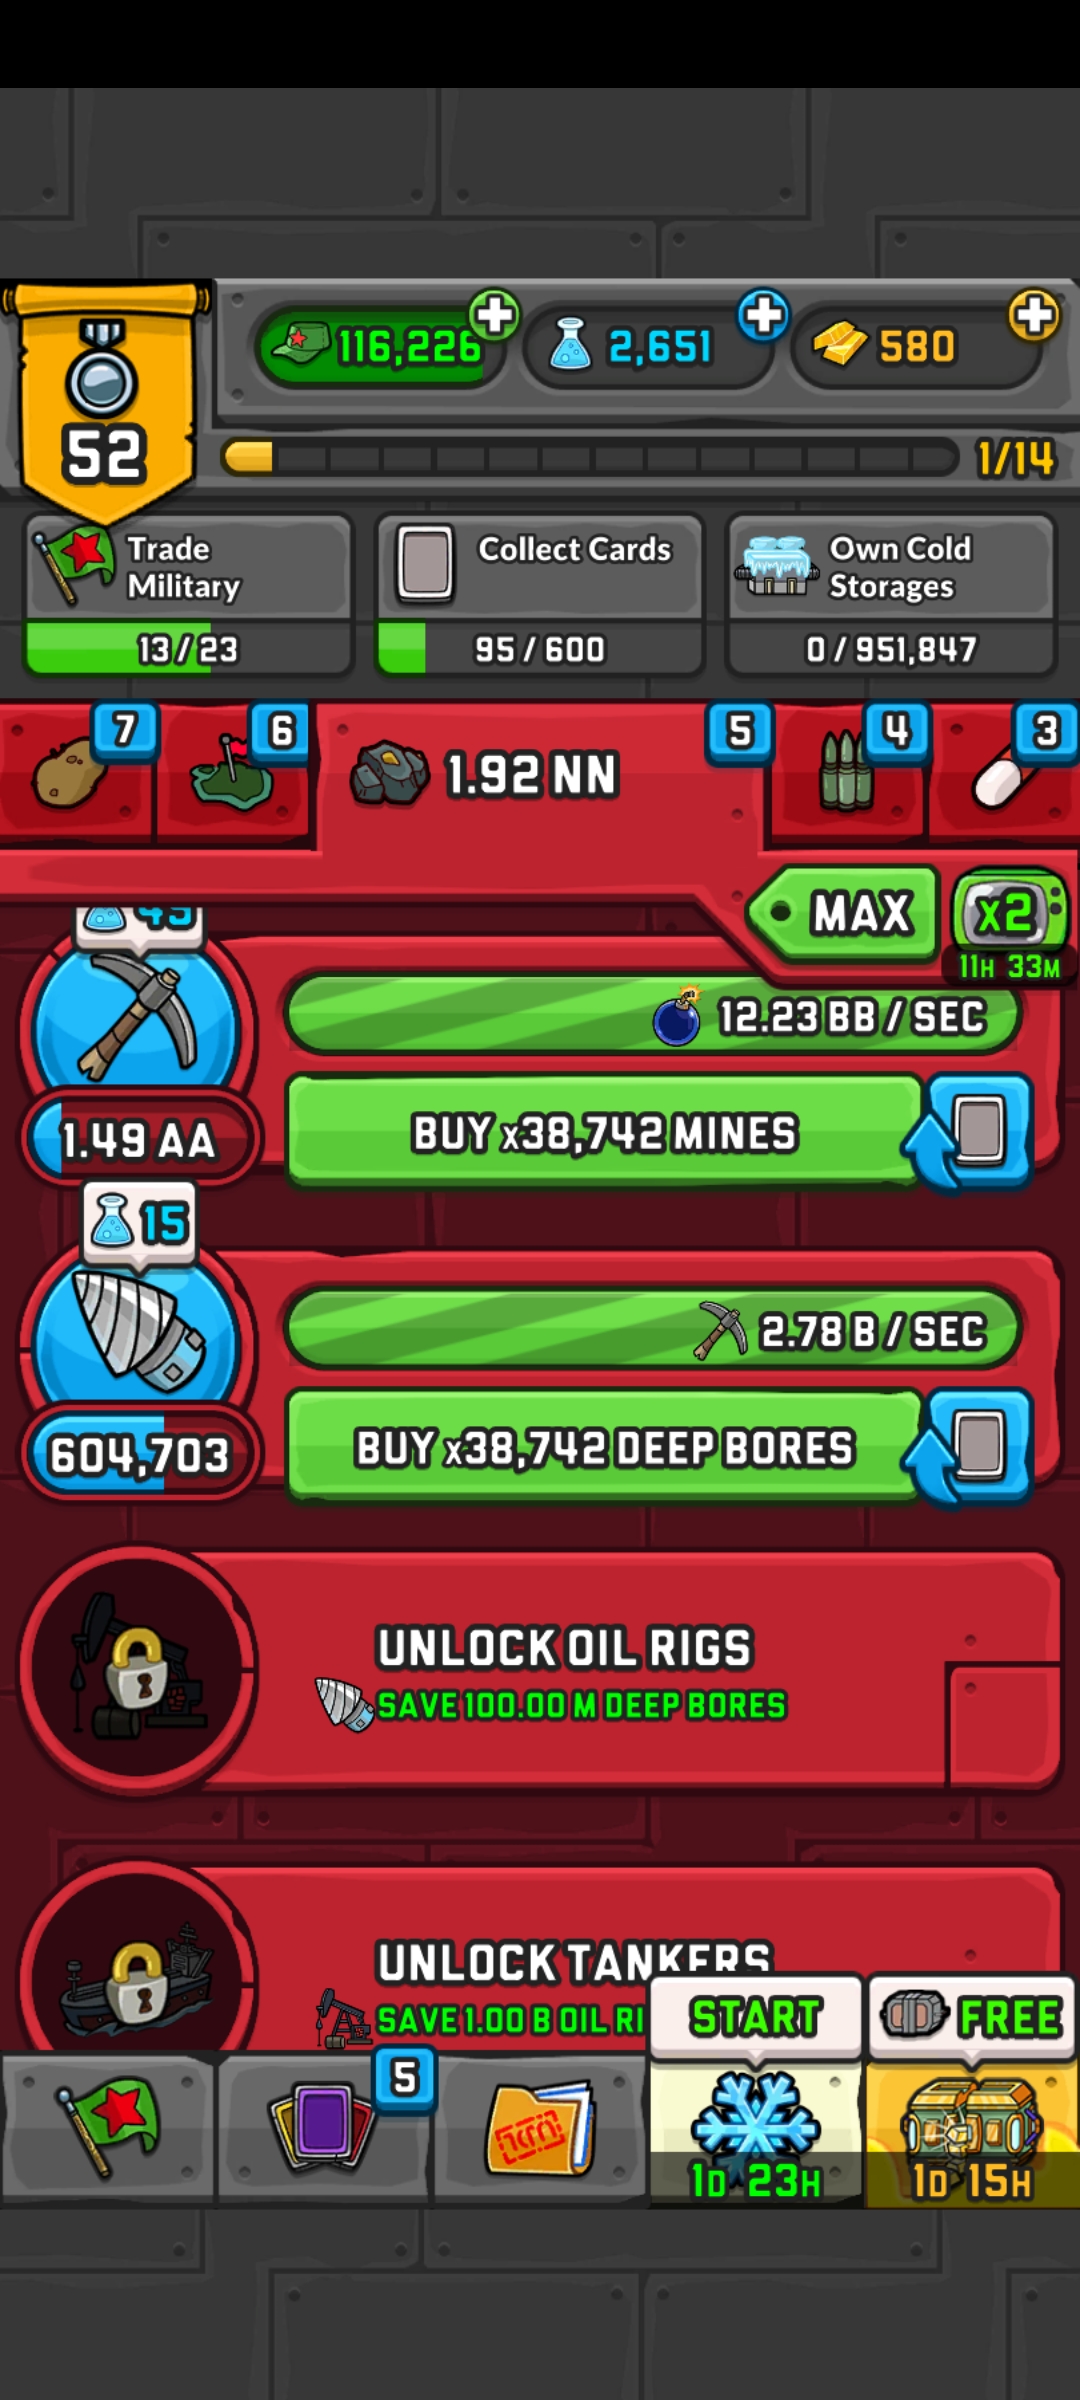 116,226
2,651
580
52
1/14
Trade
Military
13/23
Collect Cards
95/600
Own Cold
Storages
0/951,847
7
6
1.92 NN
5
4
3
MAX
x2
11H 33M
12.23 BB / SEC
1.49 AA
BUY x38,742 MINES
15
2.78 B / SEC
604,703
BUY x38,742 DEEP BORES
UNLOCK OIL RIGS
SAVE 100.00 M DEEP BORES
UNLOCK TANKERS
SAVE 1.00 B OIL RI
START
FREE
5
1D 23H
1D 15H